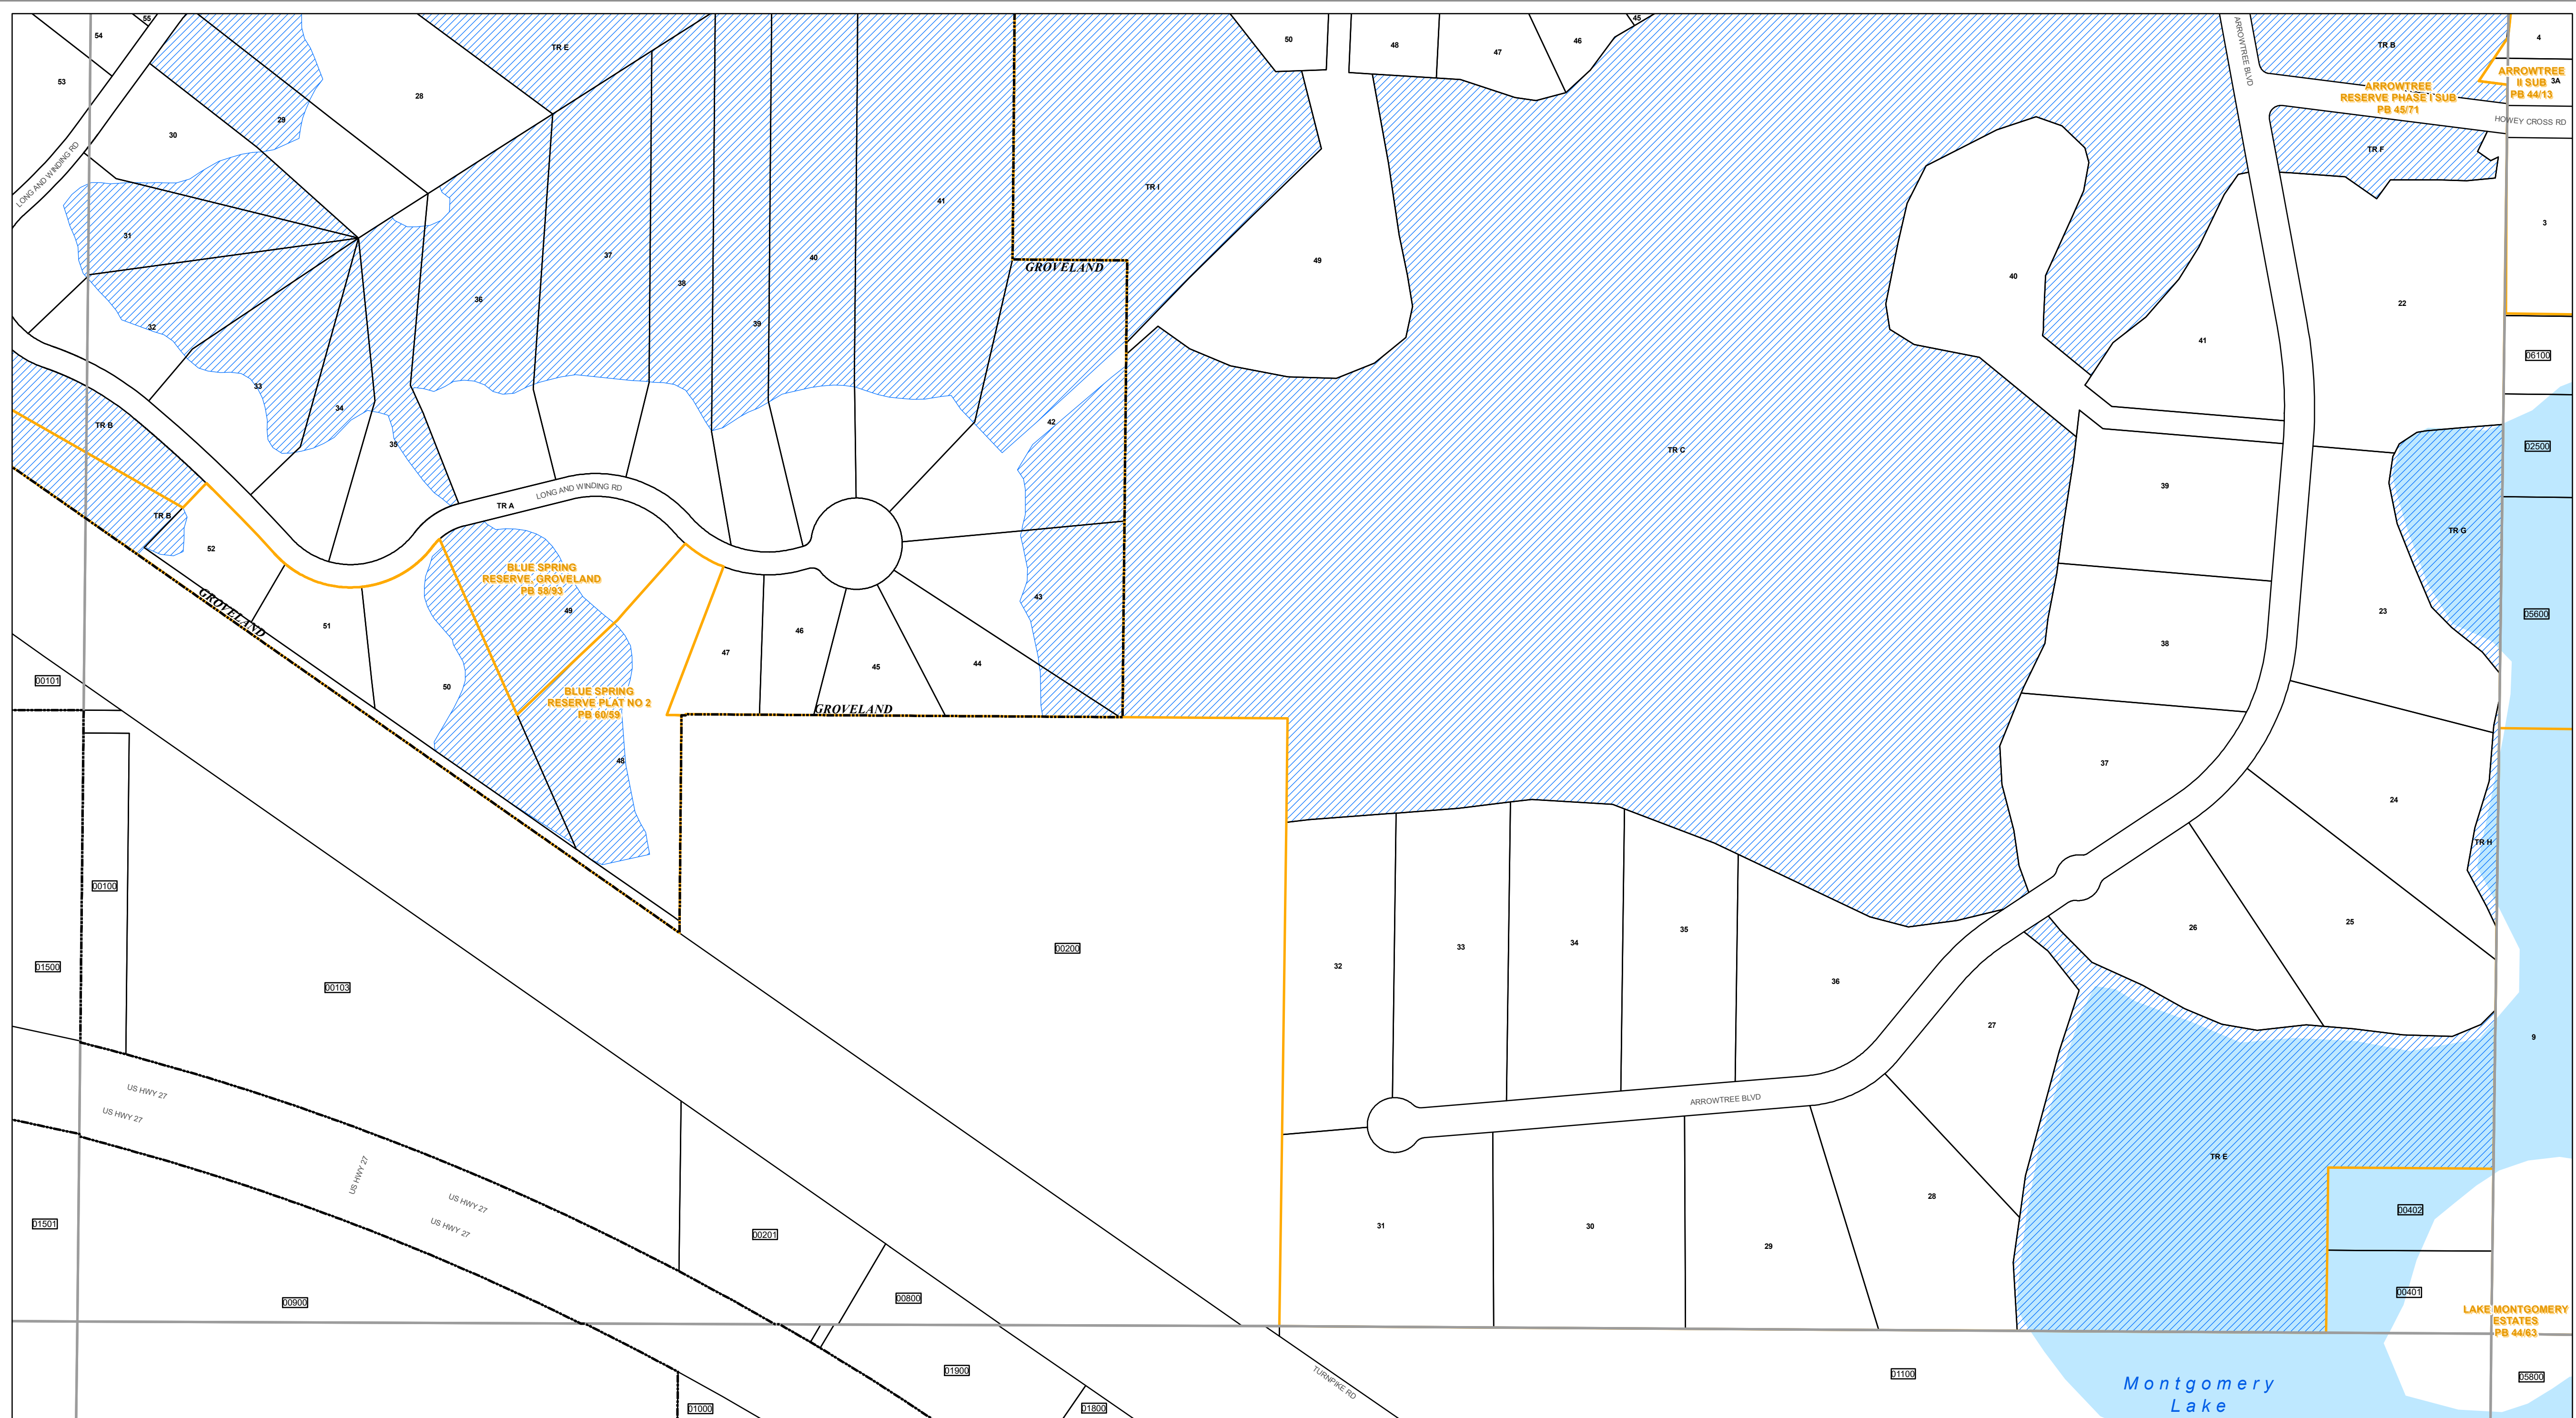 55
54
53
TR E
28
29
30
LONG AND WINDING RD
31
32
33
34
35
36
37
38
39
40
41
TR I
GROVELAND
50
48
47
46
45
49
42
TR C
ARROWTREE BLVD
TR B
4
ARROWTREE
II SUB
PB 44/13
3A
ARROWTREE
RESERVE PHASE I SUB
PB 45/71
HOWEY CROSS RD
TR F
3
22
40
41
06100
02500
TR G
05600
39
38
23
37
24
TR H
TR B
TR B
52
GROVELAND
51
50
TR A
LONG AND WINDING RD
BLUE SPRING
RESERVE, GROVELAND
PB 58/93
49
BLUE SPRING
RESERVE PLAT NO 2
PB 60/59
48
47
46
45
44
43
GROVELAND
00101
00100
01500
00103
00200
32
33
34
35
36
26
25
27
9
US HWY 27
US HWY 27
US HWY 27
US HWY 27
US HWY 27
ARROWTREE BLVD
TR E
01501
00900
00201
00800
31
30
29
28
00402
00401
LAKE MONTGOMERY
ESTATES
PB 44/63
01900
01000
01800
TURNPIKE RD
01100
Montgomery
Lake
05800